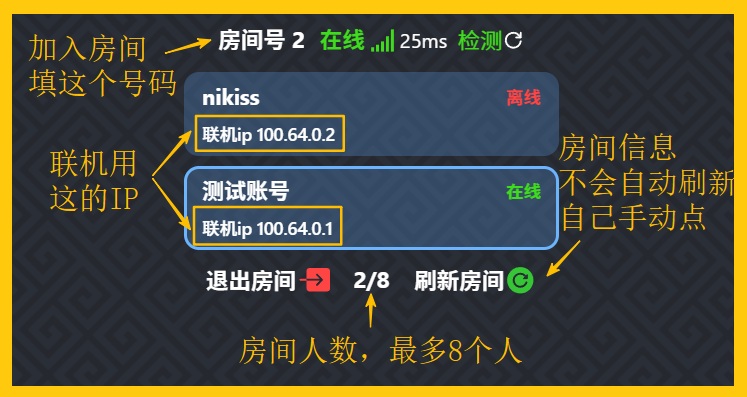 加入房间
填这个号码
房间号 2 在线 25ms 检测
nikiss 离线
联机ip 100.64.0.2
联机用
这的IP
测试账号 在线
联机ip 100.64.0.1
房间信息
不会自动刷新
自己手动点
退出房间 2/8 刷新房间
房间人数，最多8个人